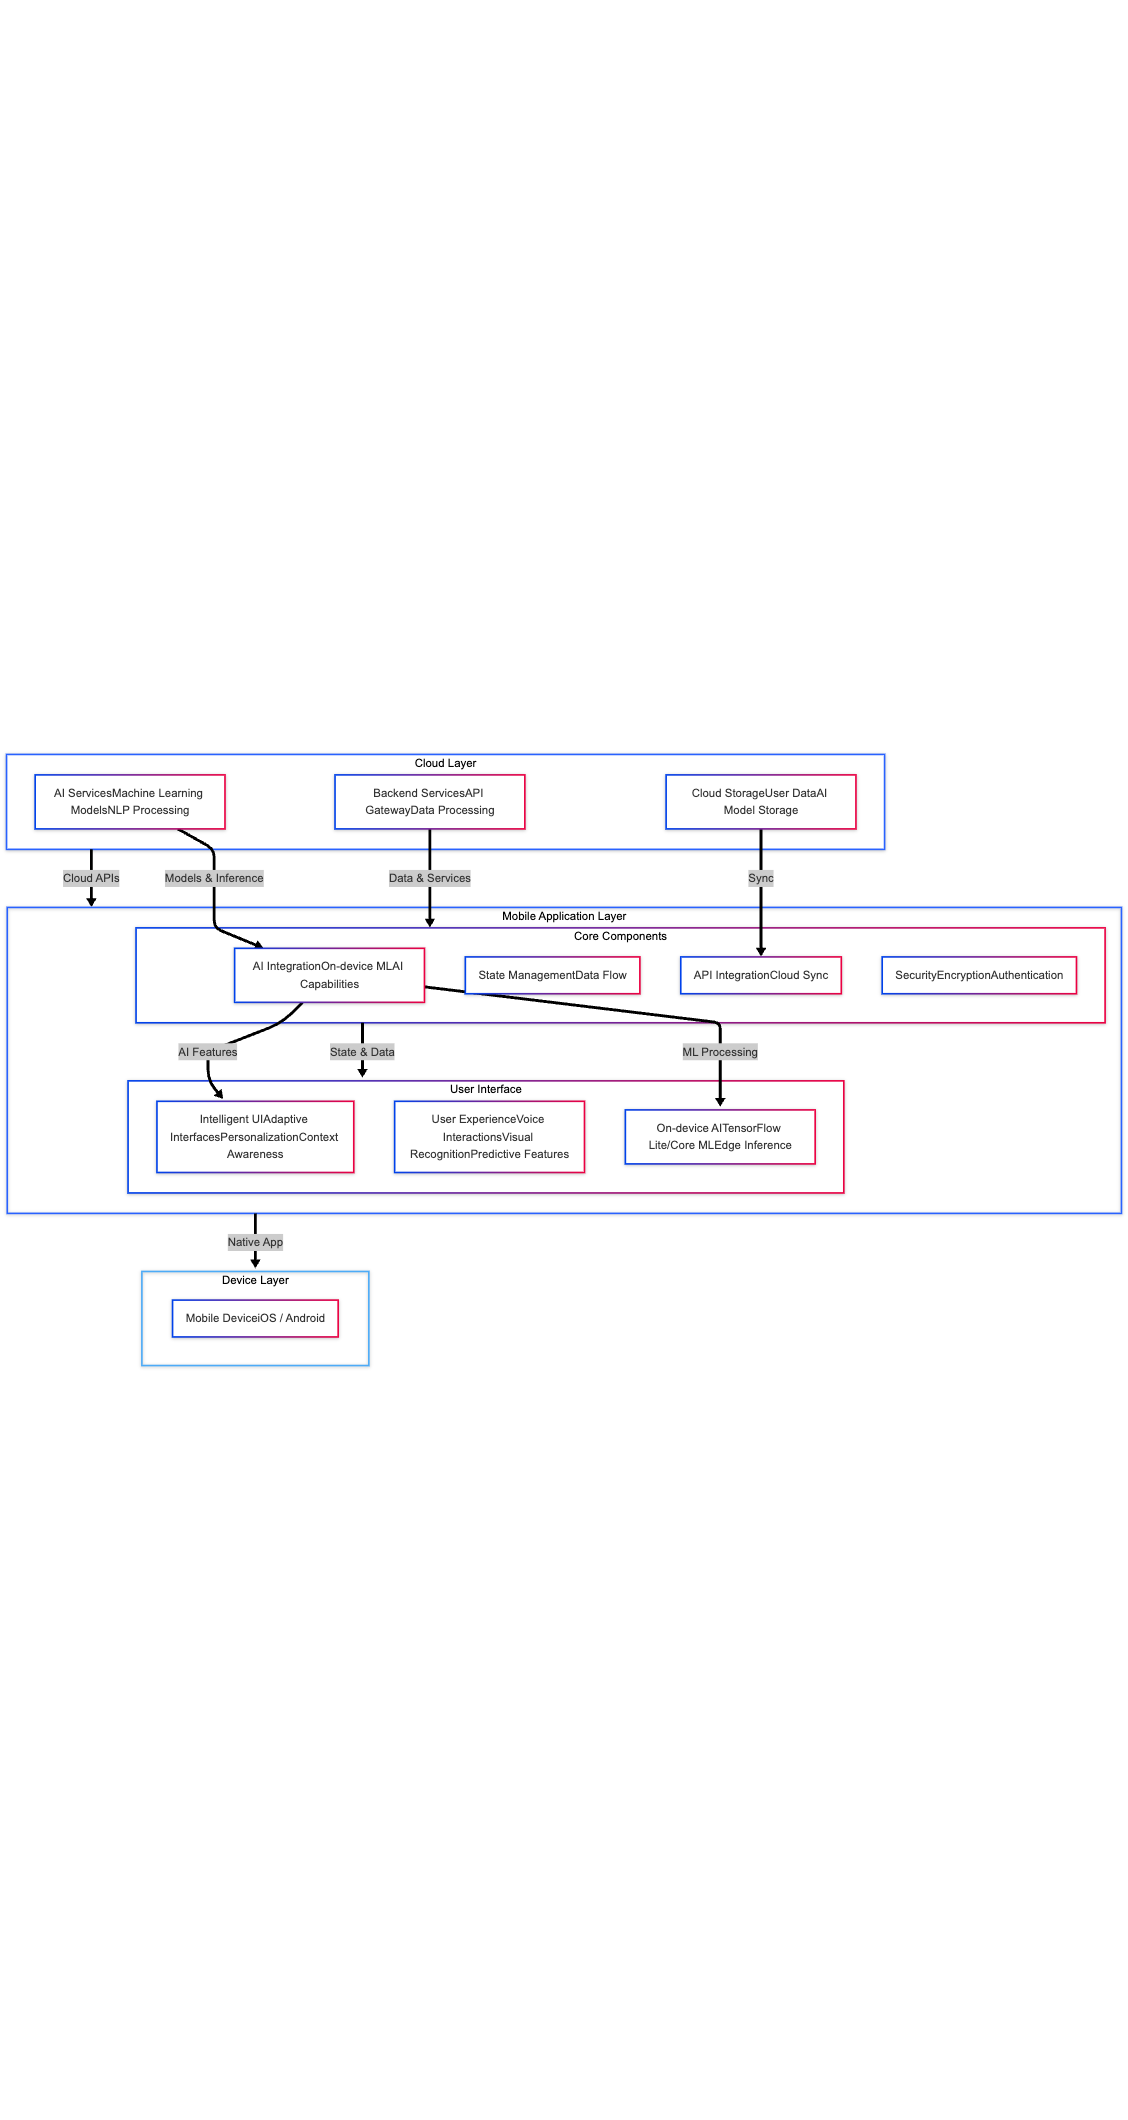 Cloud Layer
AI ServicesMachine Learning
ModelsNLP Processing
Backend ServicesAPI
GatewayData Processing
Cloud StorageUser DataAI
Model Storage
Cloud APIs
Models & Inference
Data & Services
Sync
Mobile Application Layer
Core Components
AI IntegrationOn-device MLAI
Capabilities
State ManagementData Flow
API IntegrationCloud Sync
SecurityEncryptionAuthentication
AI Features
State & Data
ML Processing
User Interface
Intelligent UIAdaptive
InterfacesPersonalizationContext
Awareness
User ExperienceVoice
InteractionsVisual
RecognitionPredictive Features
On-device AITensorFlow
Lite/Core MLEdge Inference
Native App
Device Layer
Mobile DeviceiOS / Android